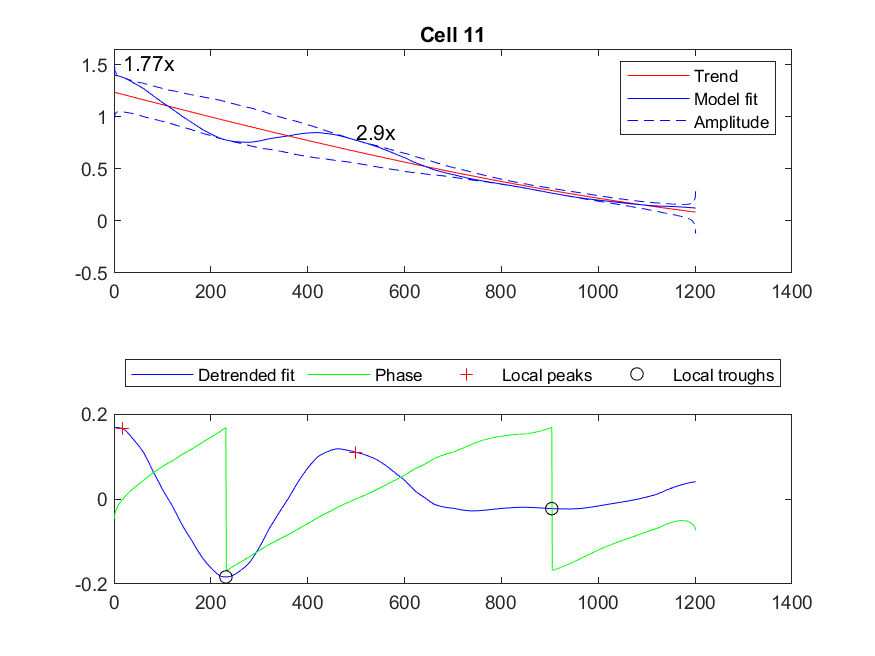 Cell 11
1.77x
2.9x
Trend
Model fit
Amplitude
1.5
1
0.5
0
-0.5
0 200 400 600 800 1000 1200 1400
Detrended fit Phase Local peaks Local troughs
0.2
0
-0.2
0 200 400 600 800 1000 1200 1400